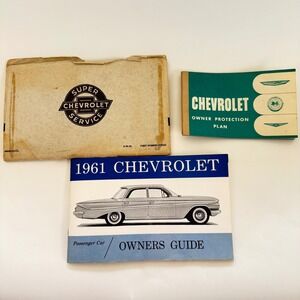 SUPER
CHEVROLET
SERVICE
CHEVROLET
OWNER PROTECTION
PLAN
1961 CHEVROLET
Passenger Car / OWNERS GUIDE